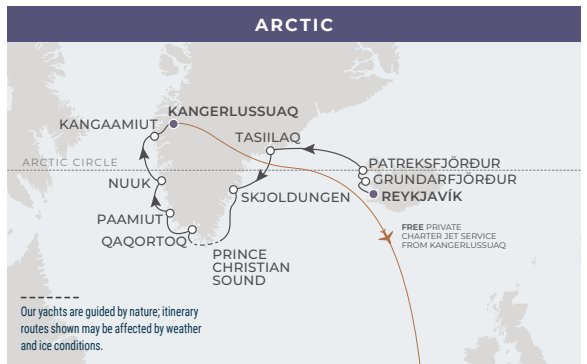 ARCTIC
KANGERLUSSUAQ
KANGAAMIUT
TASIILAQ
ARCTIC CIRCLE
PATREKSFJÖRÐUR
GRUNDARFJÖRÐUR
REYKJAVÍK
NUUK
SKJOLDUNGEN
PAAMIUT
QAQORTOQ
PRINCE
CHRISTIAN
SOUND
FREE PRIVATE
CHARTER JET SERVICE
FROM KANGERLUSSUAQ
Our yachts are guided by nature; itinerary
routes shown may be affected by weather
and ice conditions.